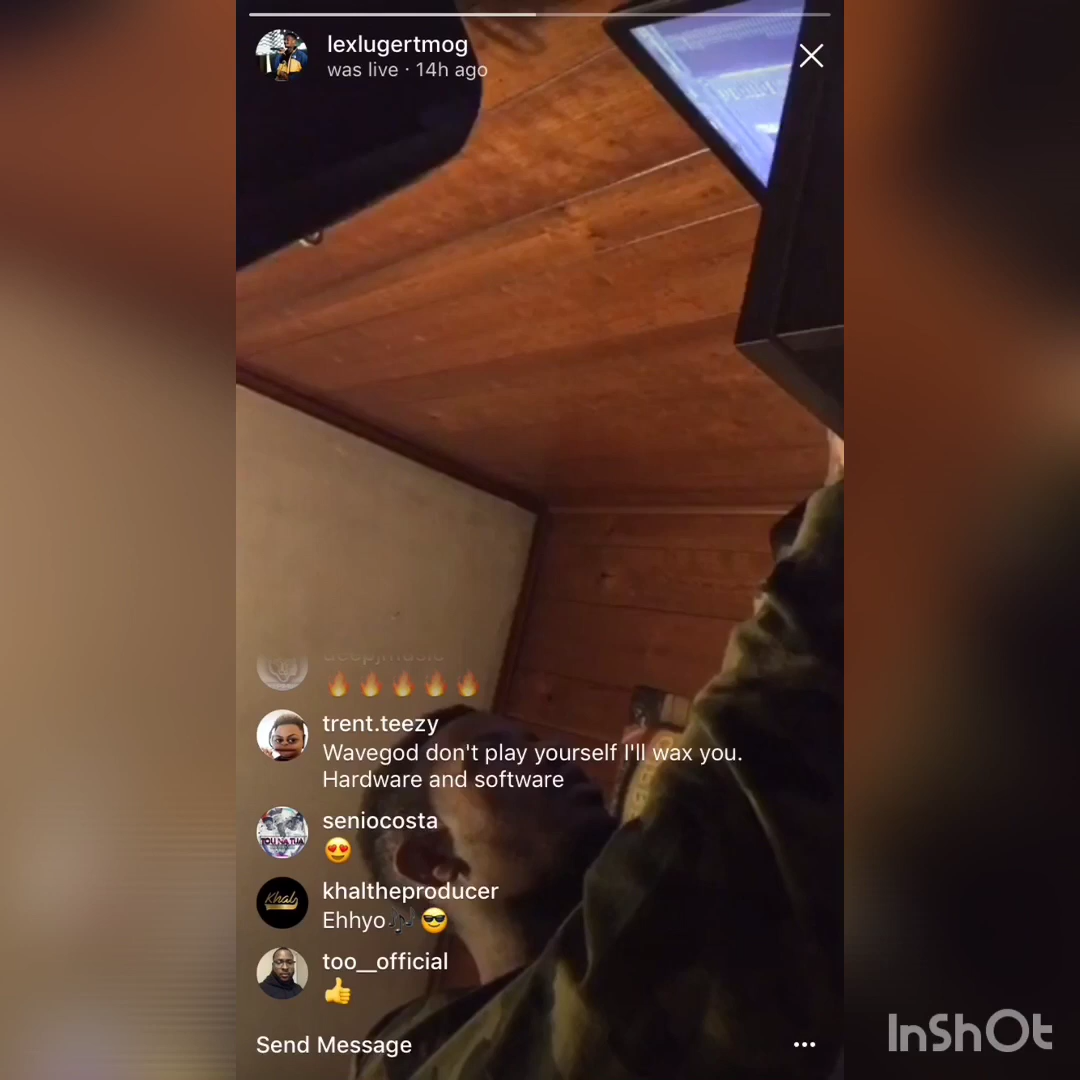 lexlugertmog
was live · 14h ago
🔥🔥🔥🔥🔥
trent.teezy
Wavegod don't play yourself I'll wax you.
Hardware and software
seniocosta
😍
khaltheproducer
Khal
Ehhyo🎶😎
too__official
👍
Send Message
InShOt